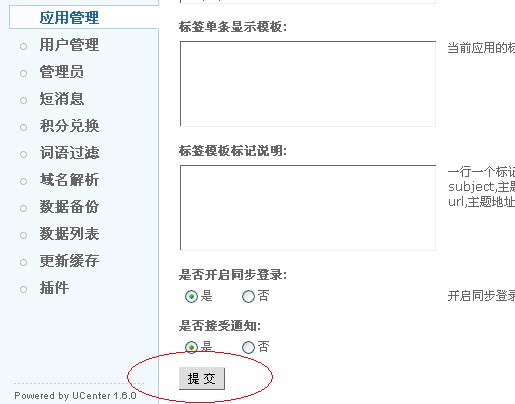 应用管理
用户管理
管理员
短消息
积分兑换
词语过滤
域名解析
数据备份
数据列表
更新缓存
插件
Powered by UCenter 1.6.0
标签单条显示模板:
当前应用的标
标签模板标记说明:
一行一个标记
subject,主题
url,主题地址
是否开启同步登录:
是 否
开启同步登录
是否接受通知:
是 否
提 交